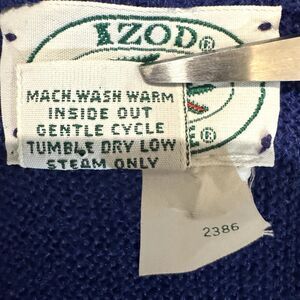 IZOD®
MACH.WASH WARM
INSIDE OUT
GENTLE CYCLE
TUMBLE DRY LOW
STEAM ONLY
2386